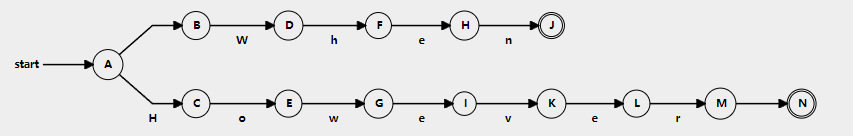 B D F H J
W h e n
start A
C E G I K L M N
H o w e v e r